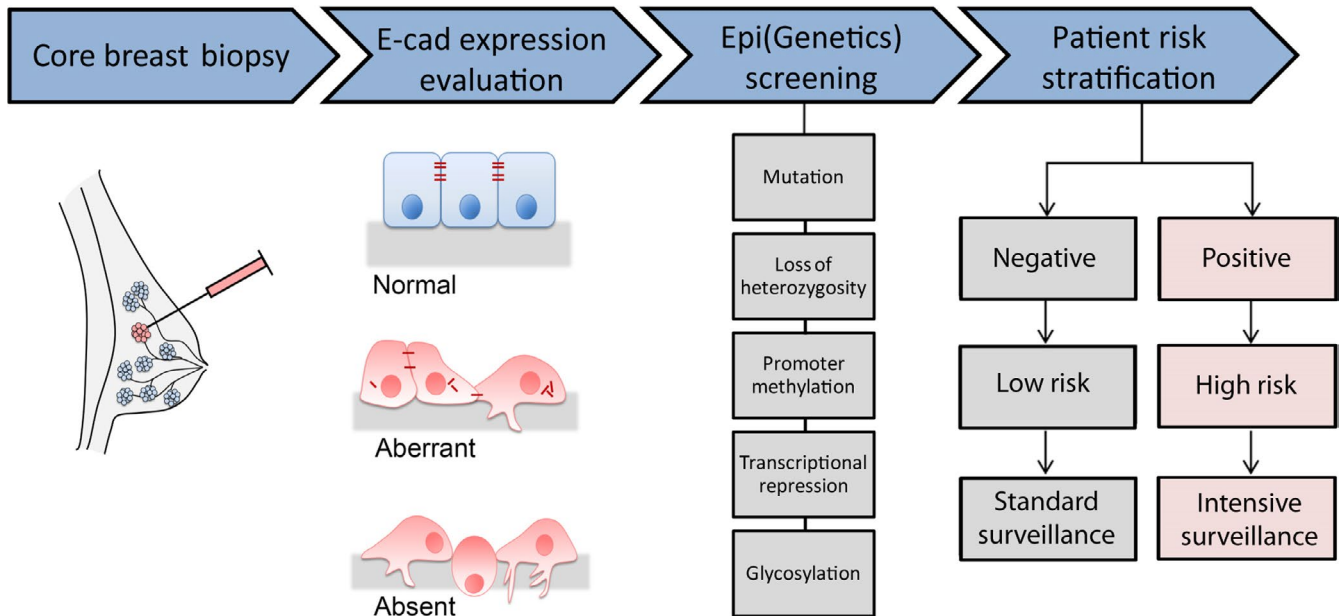 Core breast biopsy
E-cad expression
evaluation
Epi(Genetics)
screening
Patient risk
stratification
Normal
Aberrant
Absent
Mutation
Loss of
heterozygosity
Promoter
methylation
Transcriptional
repression
Glycosylation
Negative
Positive
Low risk
High risk
Standard
surveillance
Intensive
surveillance